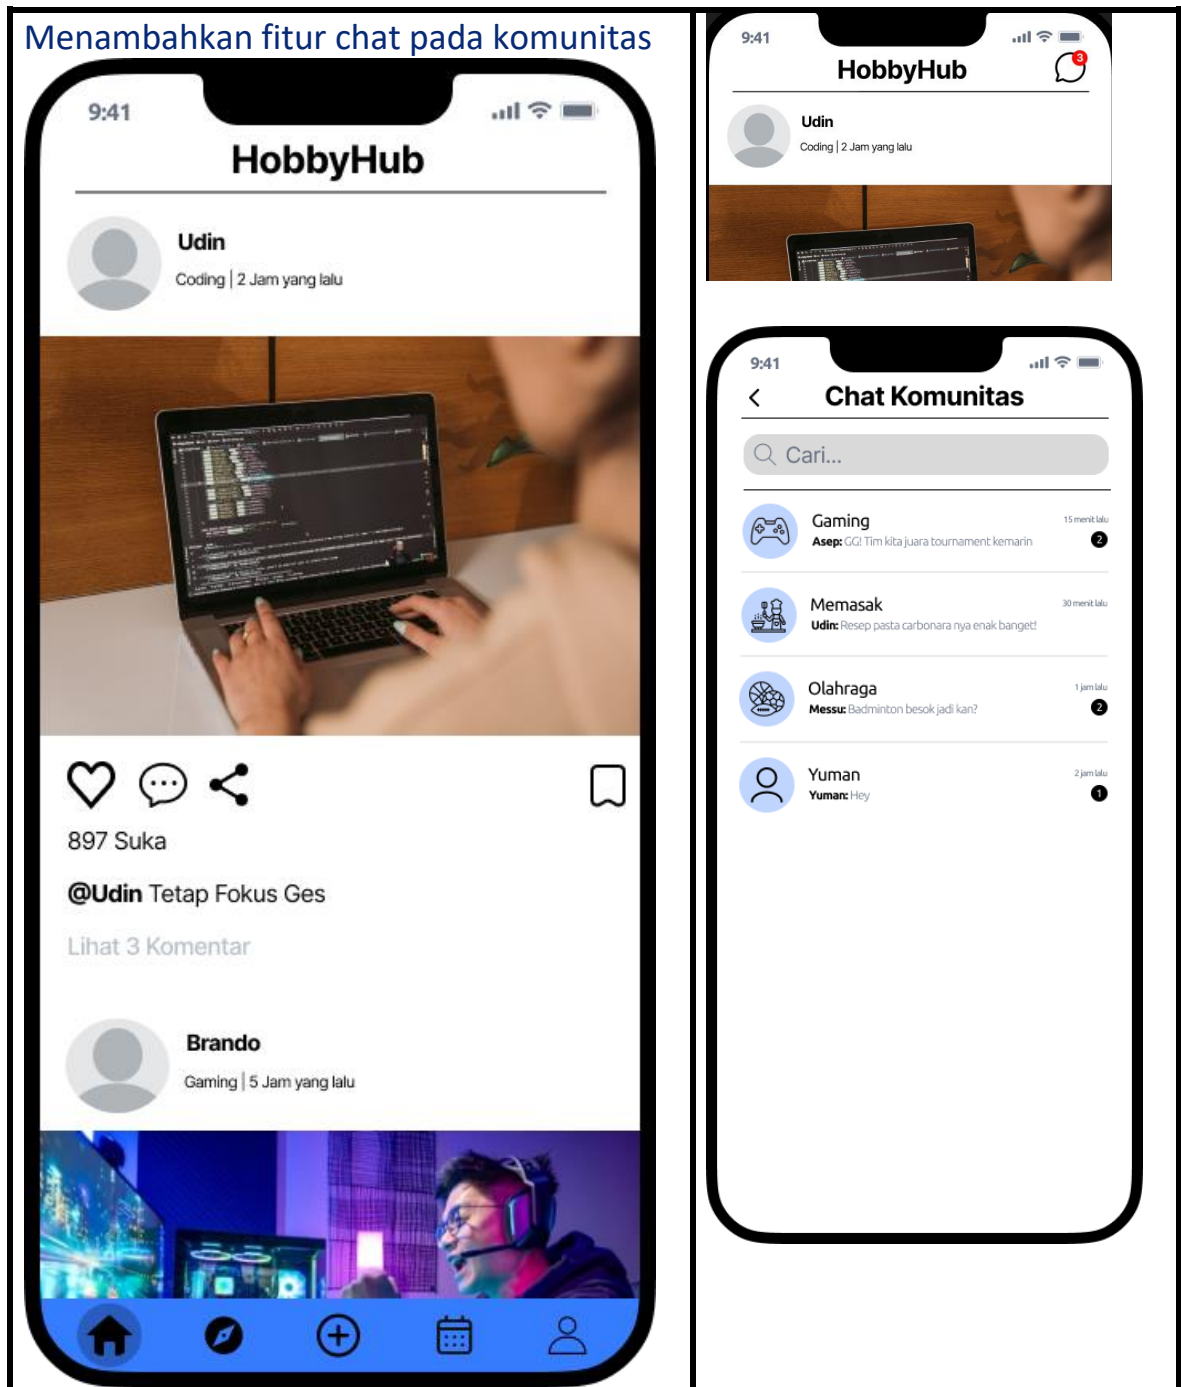 Menambahkan fitur chat pada komunitas
9:41
HobbyHub
Udin
Coding | 2 Jam yang lalu
897 Suka
@Udin Tetap Fokus Ges
Lihat 3 Komentar
Brando
Gaming | 5 Jam yang lalu
9:41
HobbyHub
3
Udin
Coding | 2 Jam yang lalu
9:41
Chat Komunitas
Cari...
Gaming
15 menit lalu
Asep: GG! Tim kita juara tournament kemarin
2
Memasak
30 menit lalu
Udin: Resep pasta carbonara nya enak banget!
Olahraga
1 jam lalu
Messu: Badminton besok jadi kan?
2
Yuman
2 jam lalu
Yuman: Hey
1